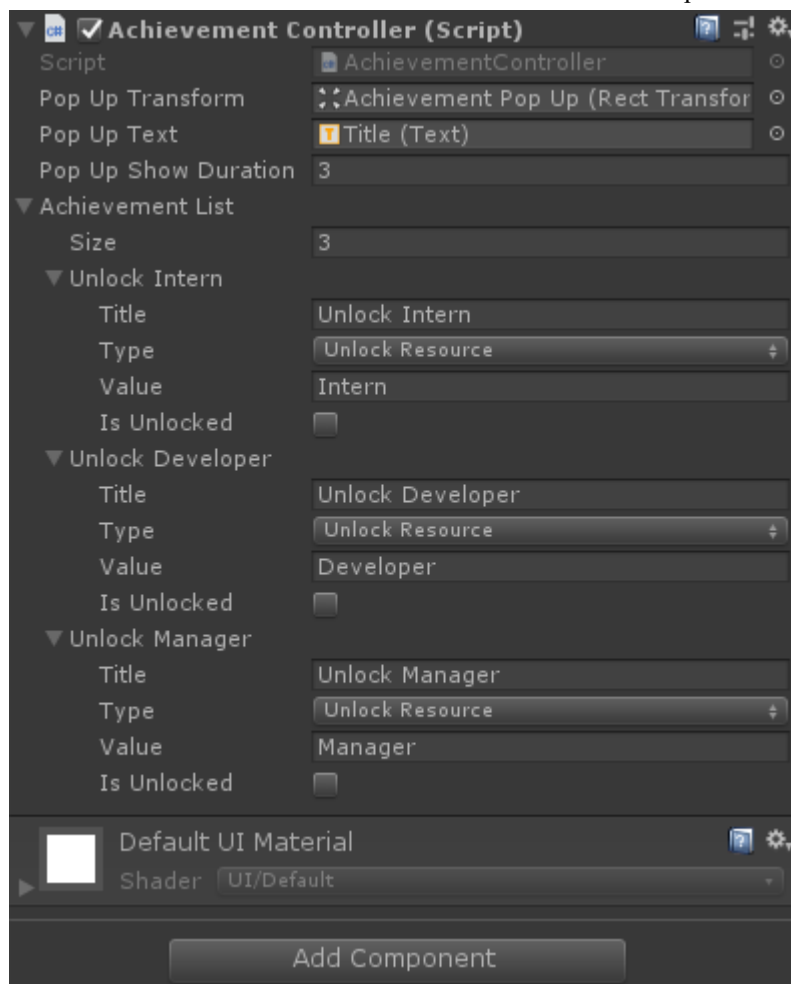 Achievement Controller (Script)
Script AchievementController
Pop Up Transform Achievement Pop Up (Rect Transfor
Pop Up Text Title (Text)
Pop Up Show Duration 3
Achievement List
Size 3
Unlock Intern
Title Unlock Intern
Type Unlock Resource
Value Intern
Is Unlocked
Unlock Developer
Title Unlock Developer
Type Unlock Resource
Value Developer
Is Unlocked
Unlock Manager
Title Unlock Manager
Type Unlock Resource
Value Manager
Is Unlocked
Default UI Material
Shader UI/Default
Add Component